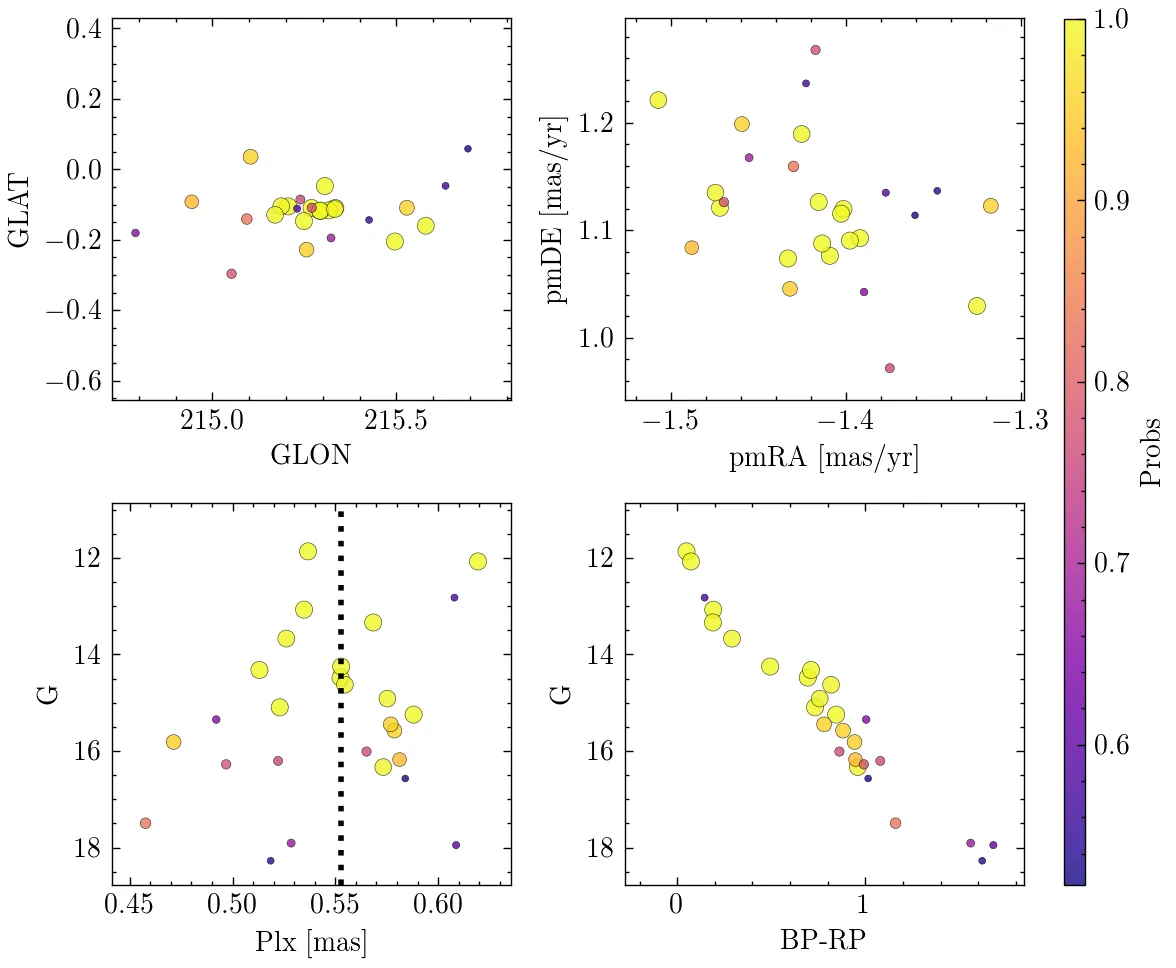 0.4
0.2
0.0
−0.2
−0.4
−0.6
GLAT
215.0 215.5
GLON
1.2
1.1
1.0
pmDE [mas/yr]
−1.5 −1.4 −1.3
pmRA [mas/yr]
12
14
16
18
G
0.45 0.50 0.55 0.60
Plx [mas]
12
14
16
18
G
0 1
BP-RP
1.0
0.9
0.8
0.7
0.6
Probs